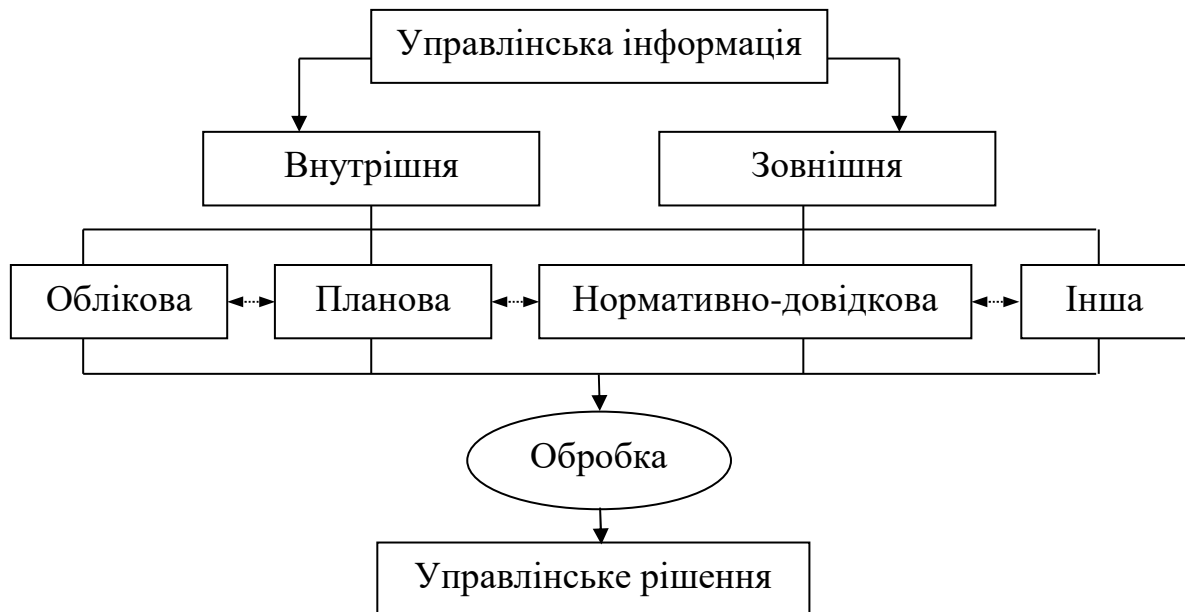 Управлінська інформація
Внутрішня
Зовнішня
Облікова
Планова
Нормативно-довідкова
Інша
Обробка
Управлінське рішення